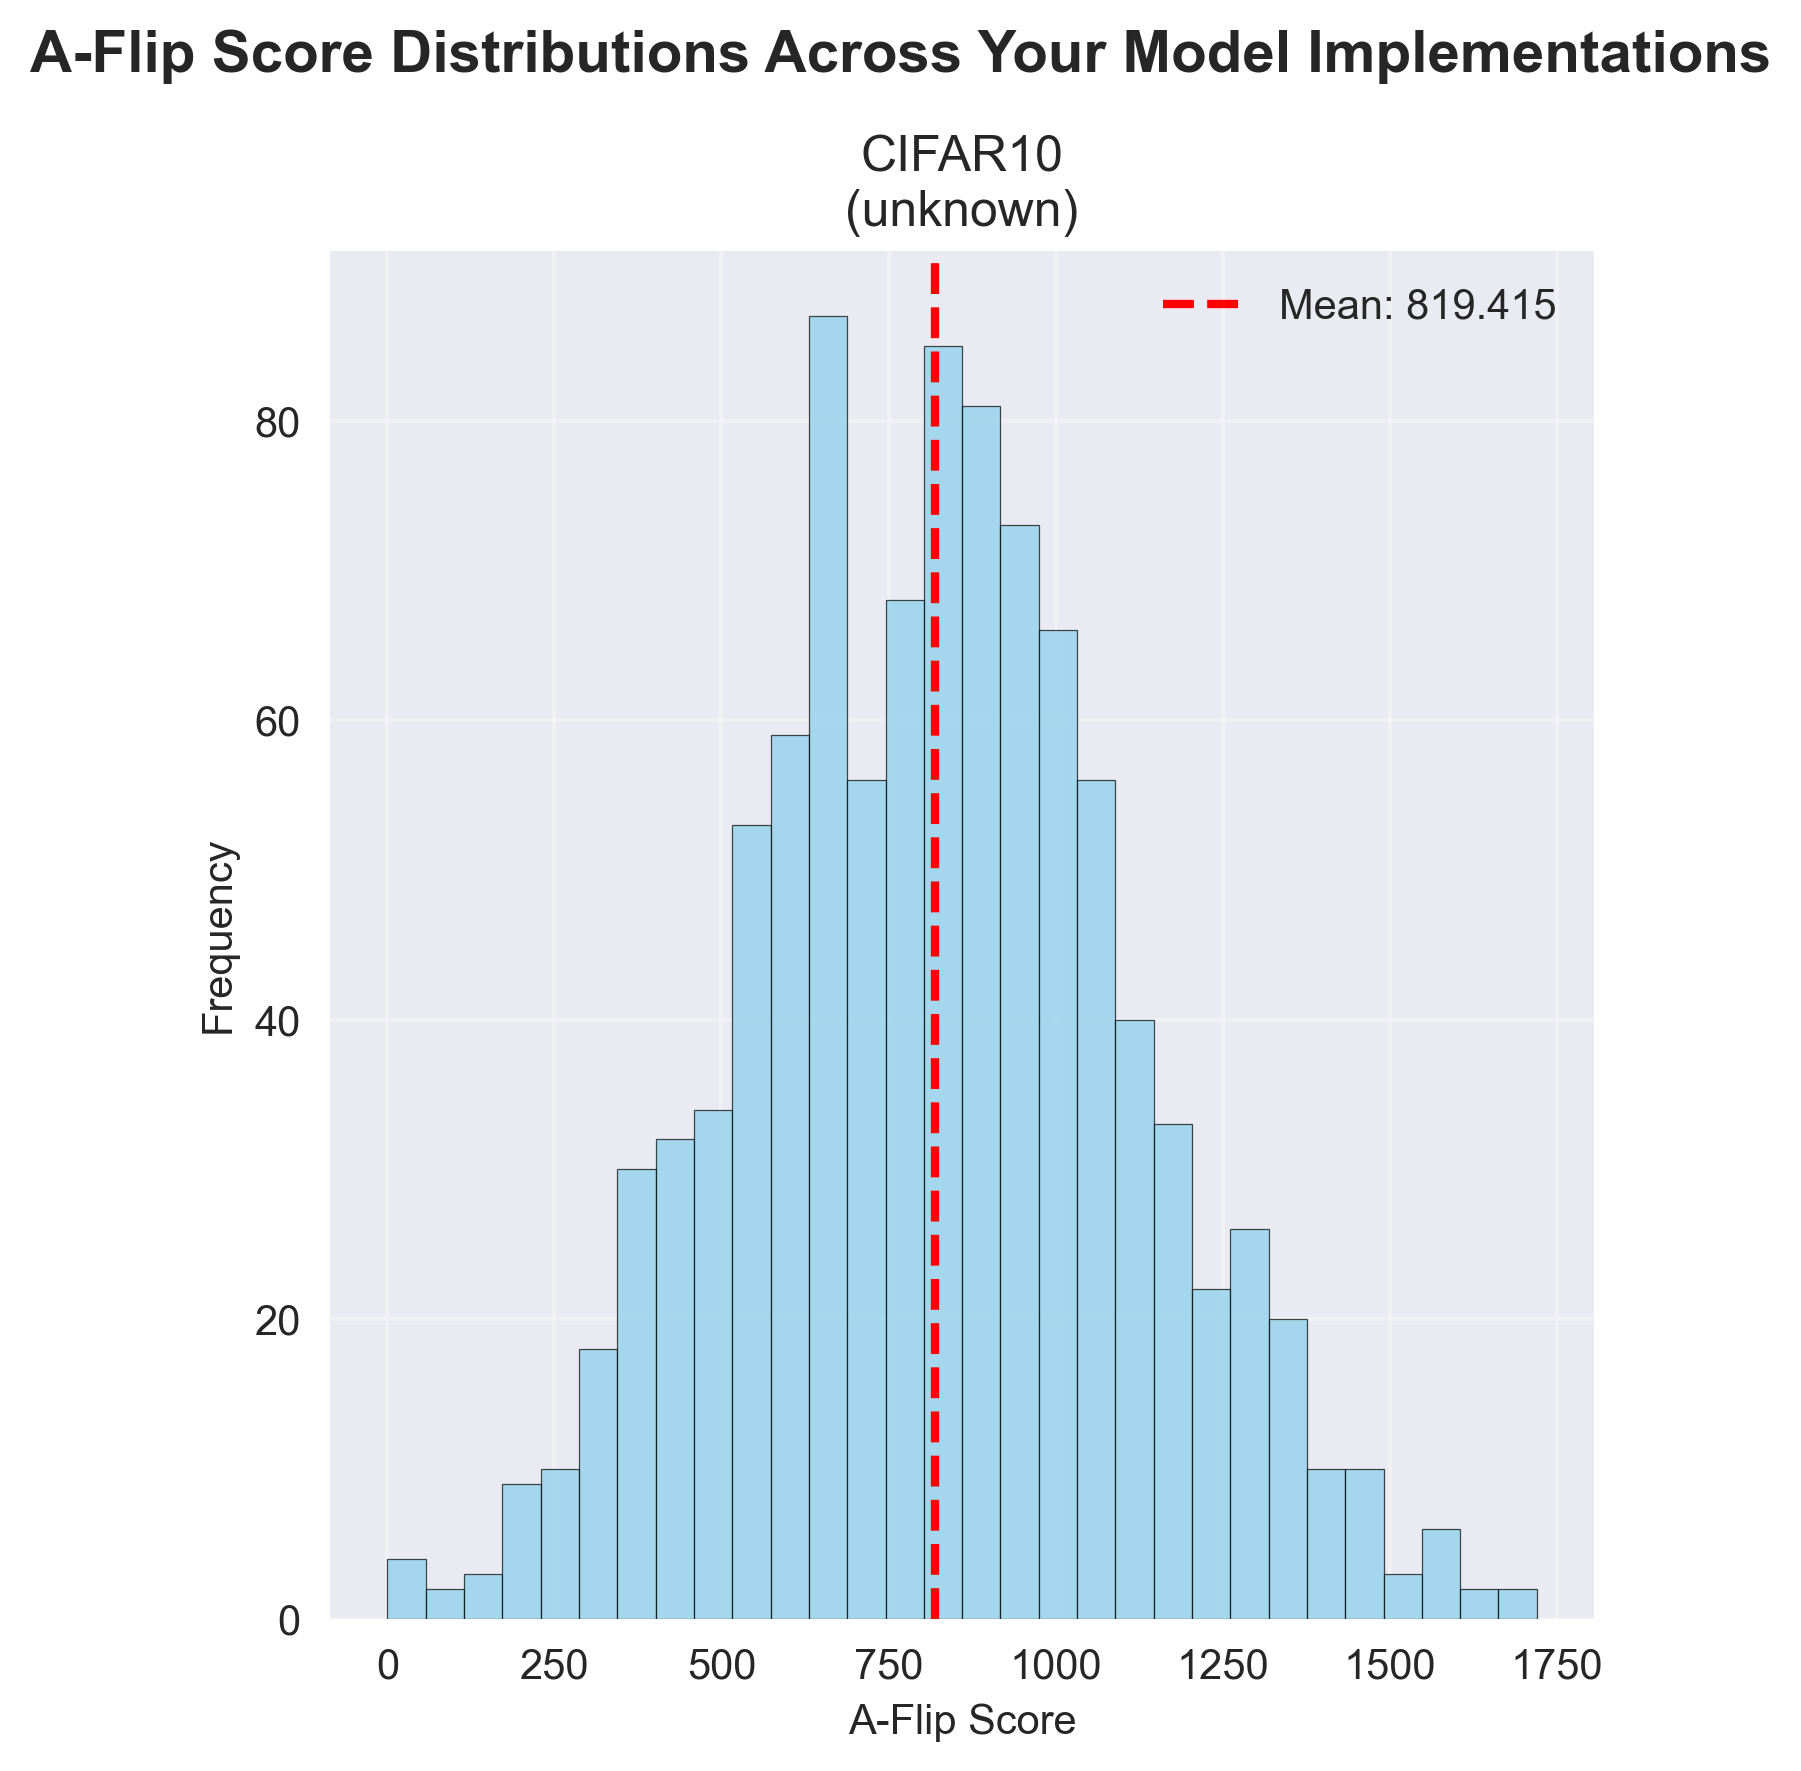 A-Flip Score Distributions Across Your Model Implementations
CIFAR10
(unknown)
Mean: 819.415
80
60
40
20
0
Frequency
0 250 500 750 1000 1250 1500 1750
A-Flip Score